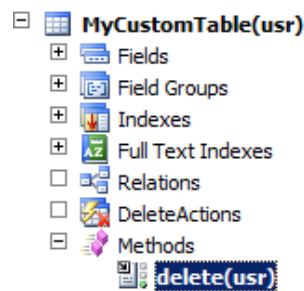 MyCustomTable(usr)
Fields
Field Groups
Indexes
Full Text Indexes
Relations
DeleteActions
Methods
delete(usr)